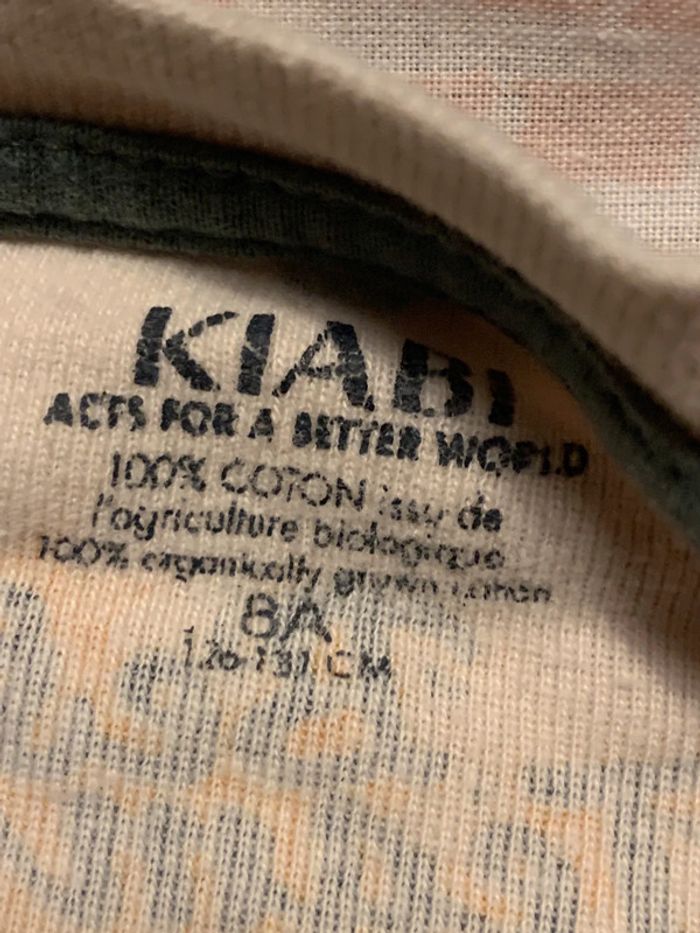 KIABI
ACTS FOR A BETTER WORLD
100% COTON issu de
l'agriculture biologique
100% organically grown cotton
8A
126-131 CM